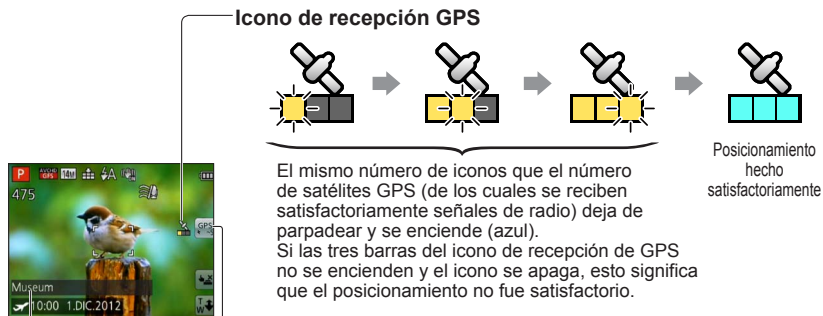 Icono de recepción GPS
Posicionamiento
hecho
satisfactoriamente
El mismo número de iconos que el número
de satélites GPS (de los cuales se reciben
satisfactoriamente señales de radio) deja de
parpadear y se enciende (azul).
Si las tres barras del icono de recepción de GPS
no se encienden y el icono se apaga, esto significa
que el posicionamiento no fue satisfactorio.
P AVCHD GPS 14M 4A
475
GPS
Museum
10:00 1.DIC.2012
T
W